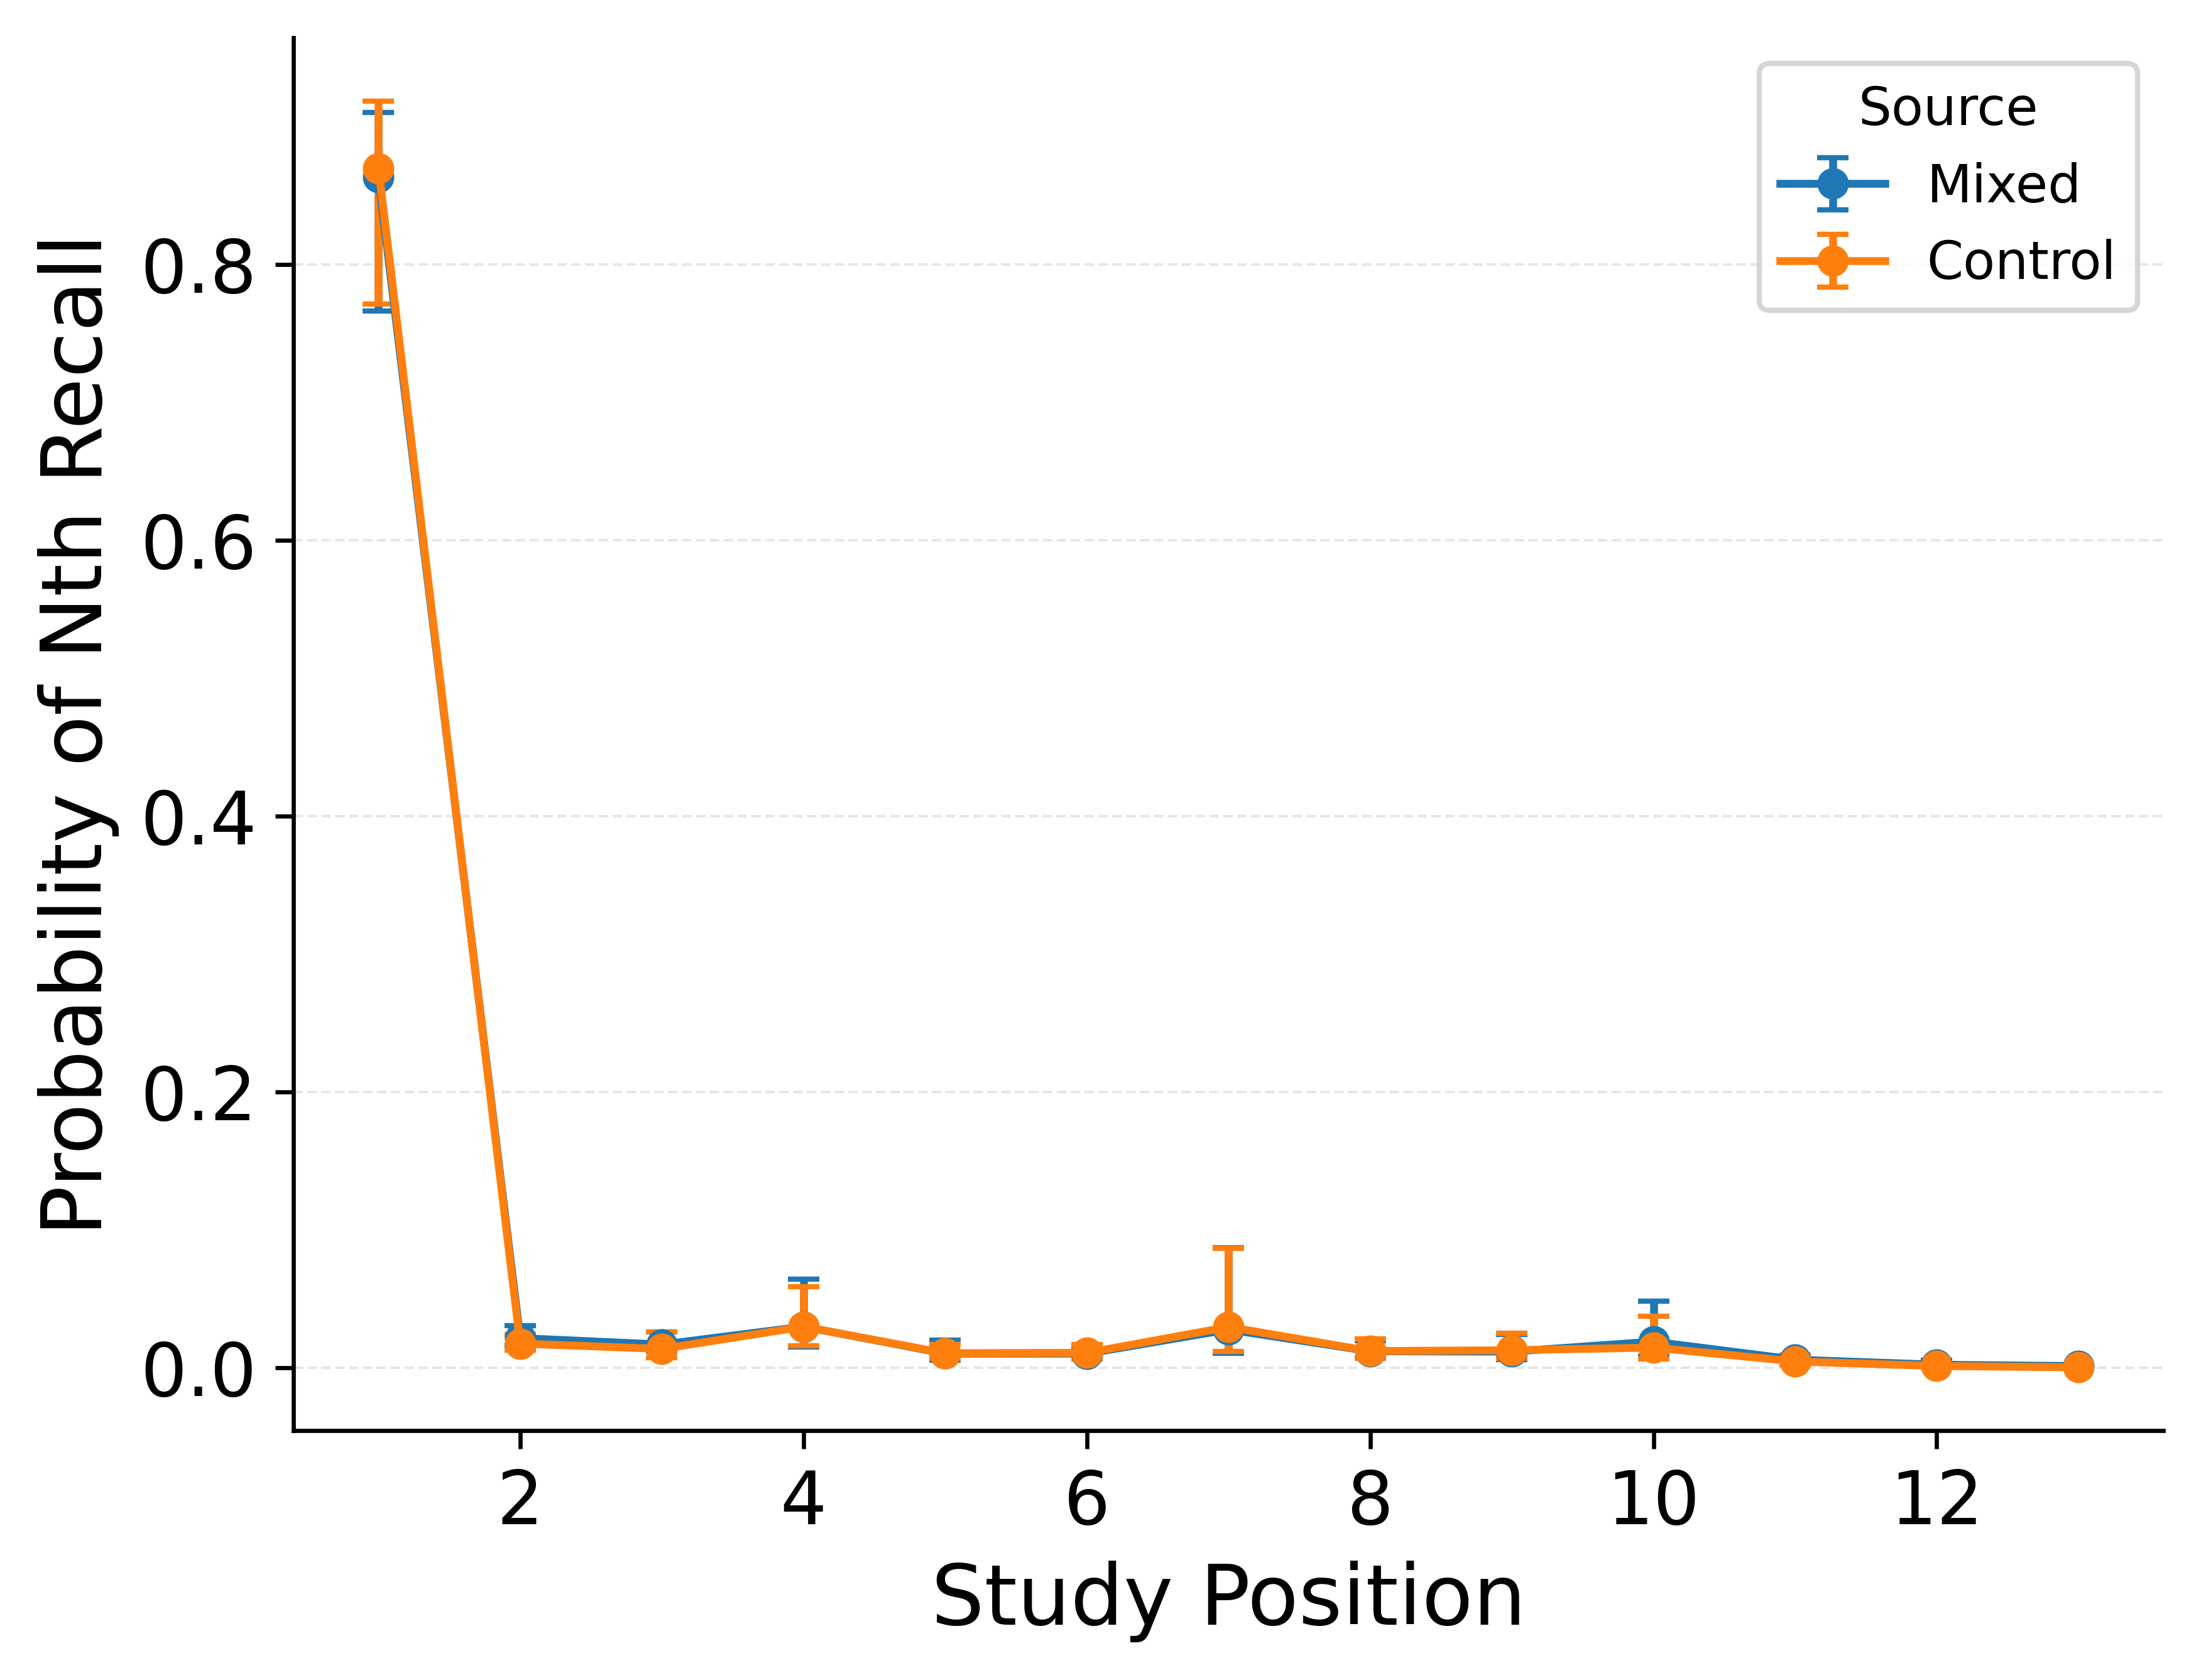 Source
Mixed
Control
Probability of Nth Recall
0.8
0.6
0.4
0.2
0.0
2 4 6 8 10 12
Study Position